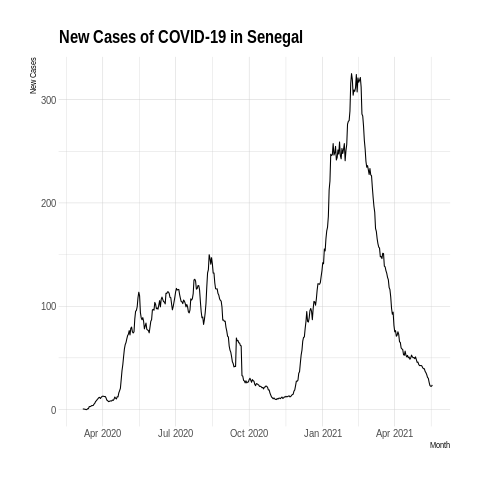 New Cases of COVID-19 in Senegal
New Cases
300
200
100
0
Apr 2020 Jul 2020 Oct 2020 Jan 2021 Apr 2021
Month